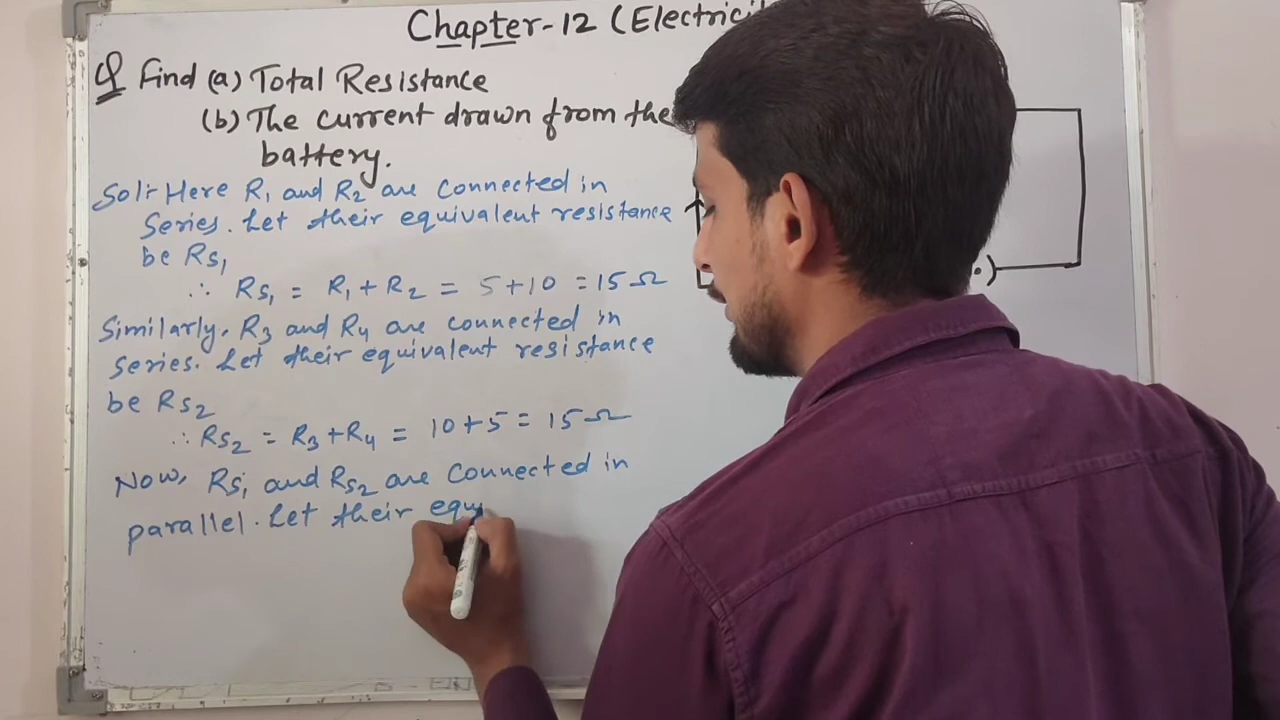 Chapter-12 (Electricit
Q Find (a) Total Resistance
(b) The current drawn from the
battery.
Sol:- Here R₁ and R₂ are connected in
Series. Let their equivalent resistance
be Rs₁
∴ Rs₁ = R₁ + R₂ = 5+10 = 15 Ω
Similarly, R₃ and R₄ are connected in
Series. Let their equivalent resistance
be Rs₂
∴ Rs₂ = R₃ + R₄ = 10+5 = 15 Ω
Now, Rs₁ and Rs₂ are connected in
parallel. Let their equi